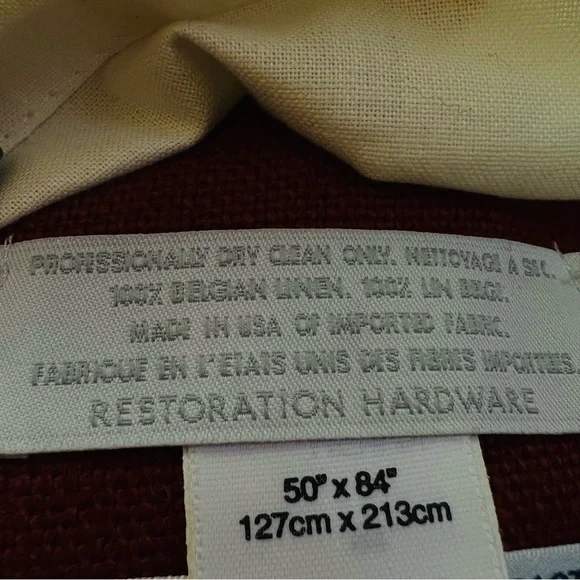 PROFESSIONALLY DRY CLEAN ONLY. NETTOYAGE A SEC.
100% BELGIAN LINEN. 100% LIN BELGE.
MADE IN USA OF IMPORTED FABRIC.
FABRIQUE EN L'ETATS UNIS DES FIBRES IMPORTEES.
RESTORATION HARDWARE
50" x 84"
127cm x 213cm